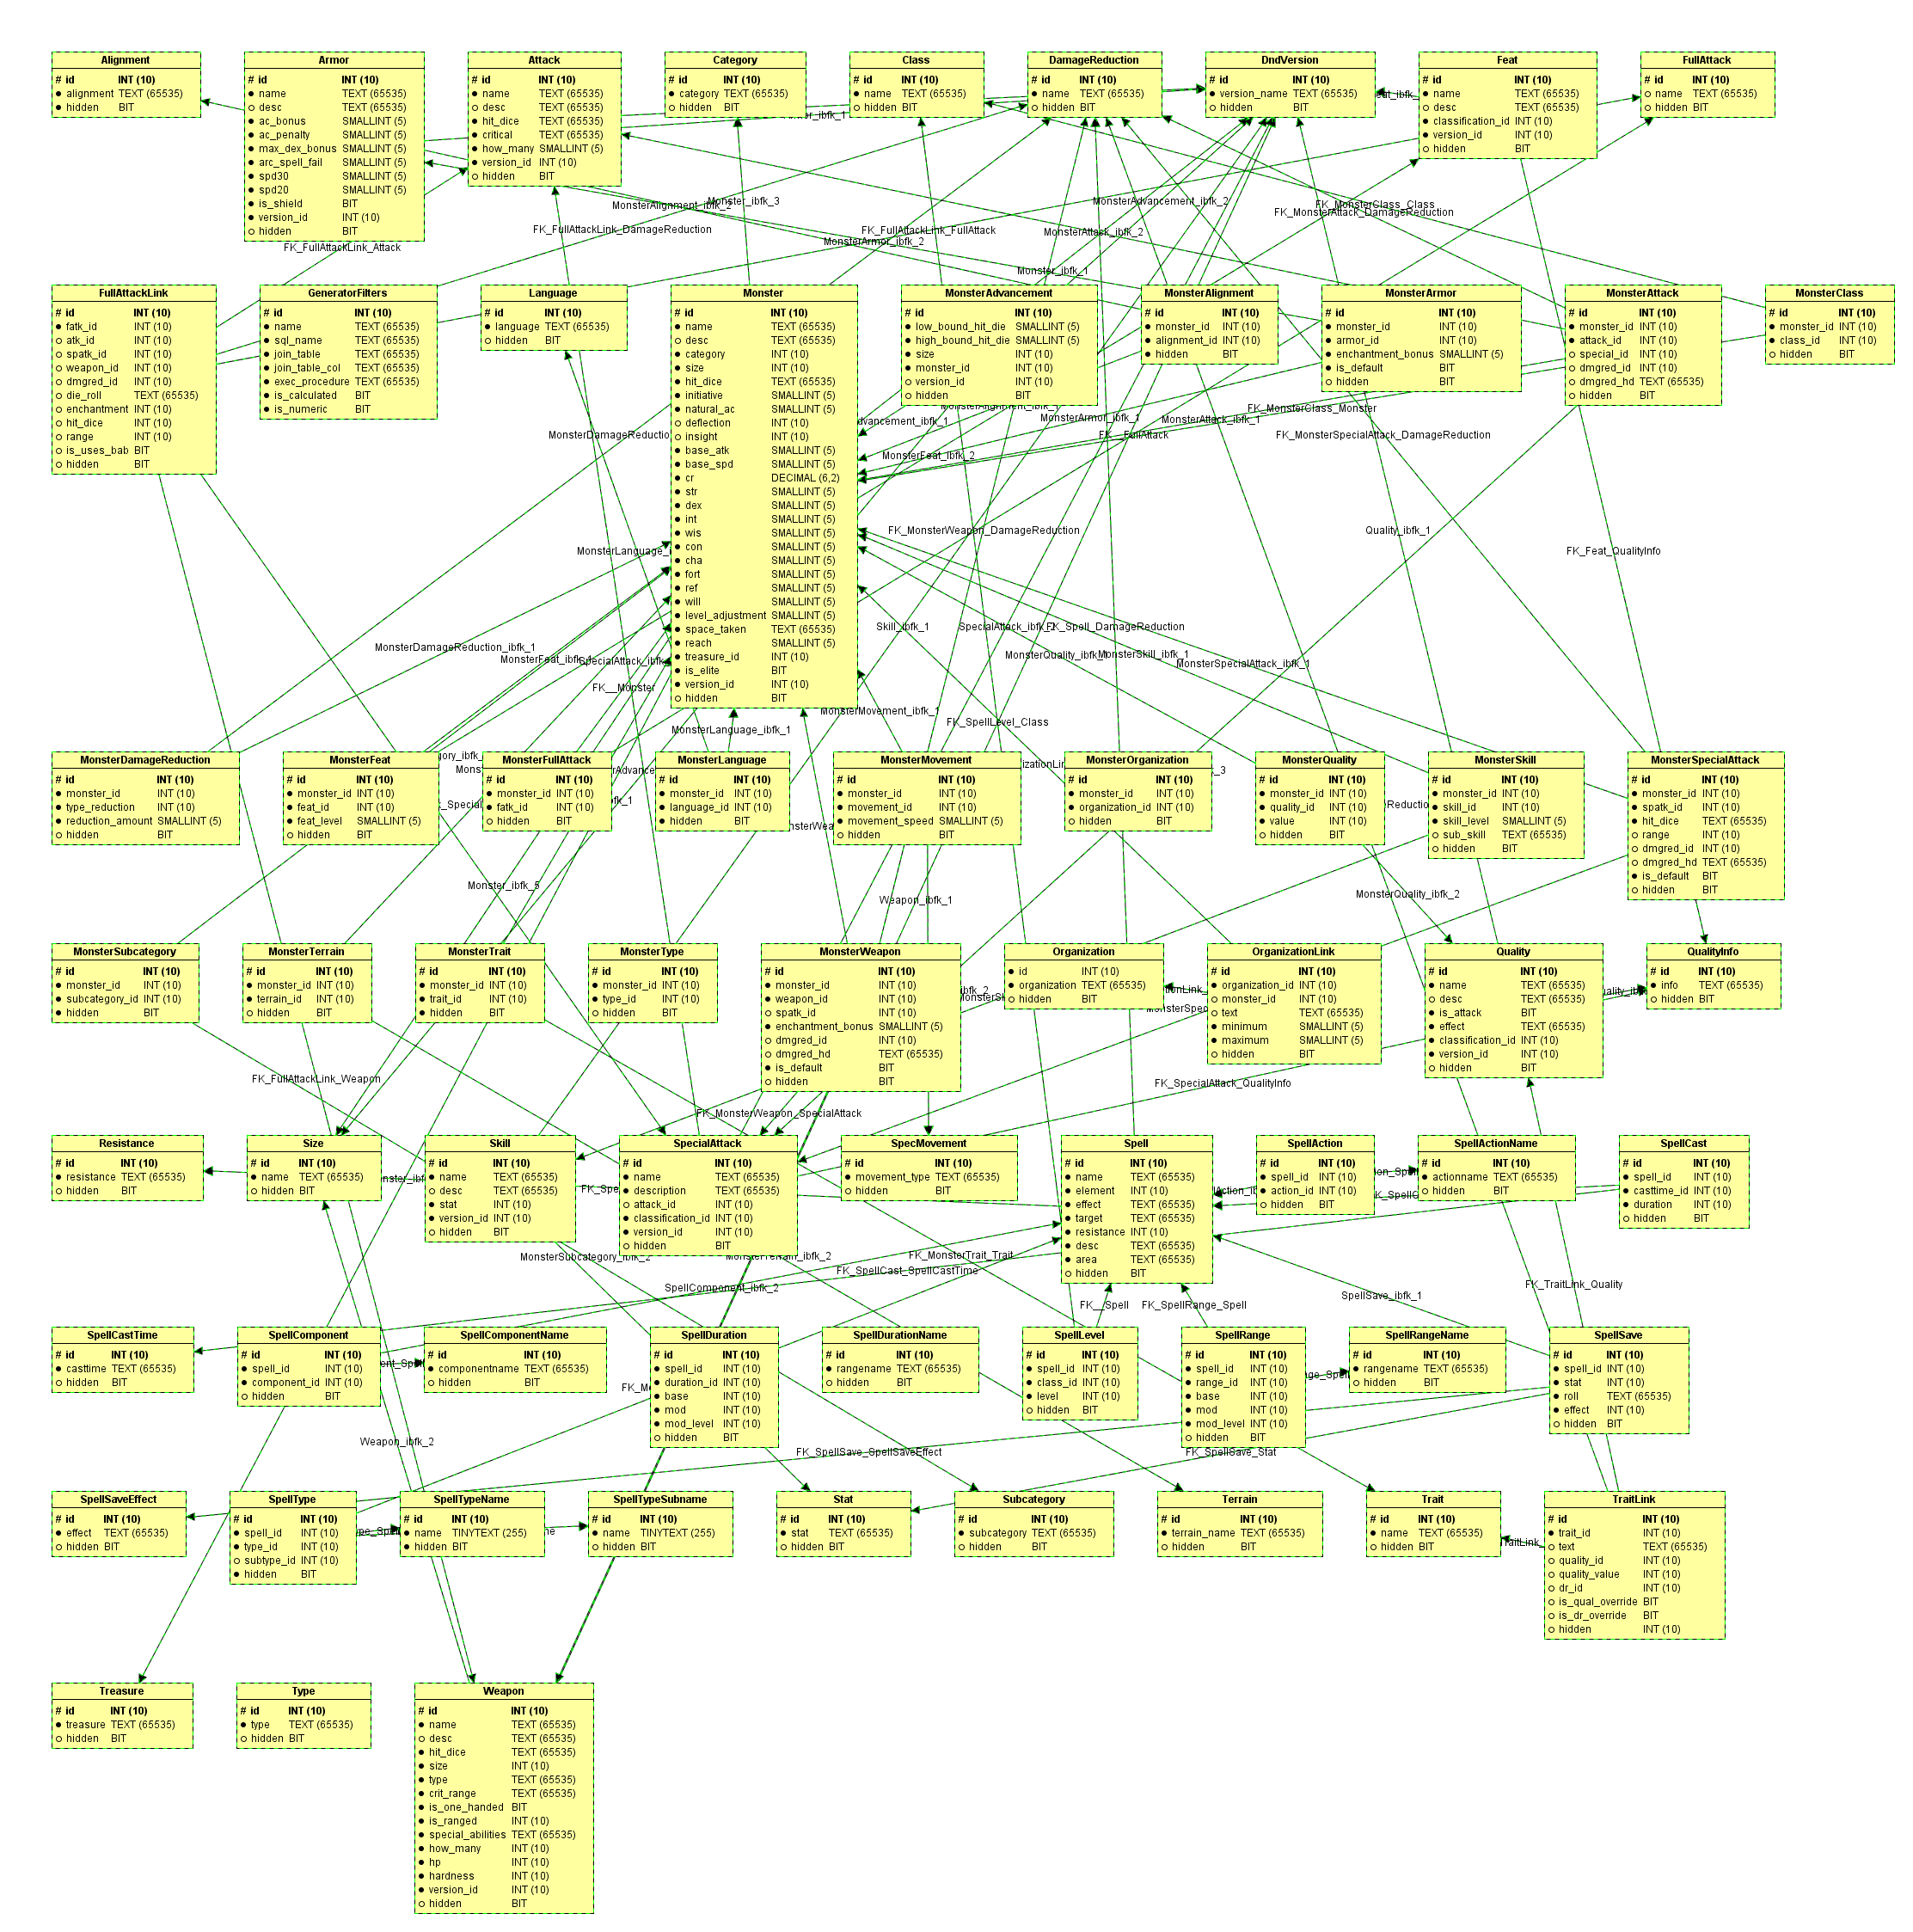 Alignment
# id INT (10)
alignment TEXT (65535)
hidden BIT
Armor
# id INT (10)
name TEXT (65535)
desc TEXT (65535)
ac_bonus SMALLINT (5)
ac_penalty SMALLINT (5)
max_dex_bonus SMALLINT (5)
arc_spell_fail SMALLINT (5)
spd30 SMALLINT (5)
spd20 SMALLINT (5)
is_shield BIT
version_id INT (10)
hidden BIT
Attack
# id INT (10)
name TEXT (65535)
desc TEXT (65535)
hit_dice TEXT (65535)
critical TEXT (65535)
how_many SMALLINT (5)
version_id INT (10)
hidden BIT
Category
# id INT (10)
category TEXT (65535)
hidden BIT
Class
# id INT (10)
name TEXT (65535)
hidden BIT
DamageReduction
# id INT (10)
name TEXT (65535)
hidden BIT
DndVersion
# id INT (10)
version_name TEXT (65535)
hidden BIT
Feat
# id INT (10)
name TEXT (65535)
desc TEXT (65535)
classification_id INT (10)
version_id INT (10)
hidden BIT
FullAttack
# id INT (10)
name TEXT (65535)
hidden BIT
MonsterAlignment_ibfk_2
Monster_ibfk_3
MonsterAdvancement_ibfk_2
FK_MonsterClass_Class
FK_MonsterAttack_DamageReduction
FK_FullAttackLink_DamageReduction
FK_FullAttackLink_FullAttack
MonsterAttack_ibfk_2
MonsterArmor_ibfk_2
FK_FullAttackLink_Attack
Monster_ibfk_1
FullAttackLink
# id INT (10)
fatk_id INT (10)
atk_id INT (10)
spatk_id INT (10)
weapon_id INT (10)
dmgred_id INT (10)
die_roll TEXT (65535)
enchantment INT (10)
hit_dice INT (10)
range INT (10)
is_uses_bab BIT
hidden BIT
GeneratorFilters
# id INT (10)
name TEXT (65535)
sql_name TEXT (65535)
join_table TEXT (65535)
join_table_col TEXT (65535)
exec_procedure TEXT (65535)
is_calculated BIT
is_numeric BIT
Language
# id INT (10)
language TEXT (65535)
hidden BIT
Monster
# id INT (10)
name TEXT (65535)
desc TEXT (65535)
category INT (10)
size INT (10)
hit_dice TEXT (65535)
initiative SMALLINT (5)
natural_ac SMALLINT (5)
deflection INT (10)
insight INT (10)
base_atk SMALLINT (5)
base_spd SMALLINT (5)
cr DECIMAL (6,2)
str SMALLINT (5)
dex SMALLINT (5)
int SMALLINT (5)
wis SMALLINT (5)
con SMALLINT (5)
cha SMALLINT (5)
fort SMALLINT (5)
ref SMALLINT (5)
will SMALLINT (5)
level_adjustment SMALLINT (5)
space_taken TEXT (65535)
reach SMALLINT (5)
treasure_id INT (10)
is_elite BIT
version_id INT (10)
hidden BIT
MonsterAdvancement
# id INT (10)
low_bound_hit_die SMALLINT (5)
high_bound_hit_die SMALLINT (5)
size INT (10)
monster_id INT (10)
version_id INT (10)
hidden BIT
MonsterAlignment
# id INT (10)
monster_id INT (10)
alignment_id INT (10)
hidden BIT
MonsterArmor
# id INT (10)
monster_id INT (10)
armor_id INT (10)
enchantment_bonus SMALLINT (5)
is_default BIT
hidden BIT
MonsterAttack
# id INT (10)
monster_id INT (10)
attack_id INT (10)
special_id INT (10)
dmgred_id INT (10)
dmgred_hd TEXT (65535)
hidden BIT
MonsterClass
# id INT (10)
monster_id INT (10)
class_id INT (10)
hidden BIT
FK_MonsterClass_Monster
MonsterArmor_ibfk_1
MonsterAttack_ibfk_1
MonsterDamageReduction
FK_MonsterSpecialAttack_DamageReduction
MonsterFeat_ibfk_2
FK_MonsterWeapon_DamageReduction
Quality_ibfk_1
MonsterLanguage_
FK_Feat_QualityInfo
Skill_ibfk_1
FK_Spell_DamageReduction
MonsterDamageReduction_ibfk_1
MonsterSkill_ibfk_1
MonsterSpecialAttack_ibfk_1
FK__Monster
MonsterMovement_ibfk_1
FK_SpellLevel_Class
MonsterLanguage_ibfk_1
MonsterDamageReduction
# id INT (10)
monster_id INT (10)
type_reduction INT (10)
reduction_amount SMALLINT (5)
hidden BIT
MonsterFeat
# id INT (10)
monster_id INT (10)
feat_id INT (10)
feat_level SMALLINT (5)
hidden BIT
MonsterFullAttack
# id INT (10)
monster_id INT (10)
fatk_id INT (10)
hidden BIT
MonsterLanguage
# id INT (10)
monster_id INT (10)
language_id INT (10)
hidden BIT
MonsterMovement
# id INT (10)
monster_id INT (10)
movement_id INT (10)
movement_speed SMALLINT (5)
hidden BIT
MonsterOrganization
# id INT (10)
monster_id INT (10)
organization_id INT (10)
hidden BIT
MonsterQuality
# id INT (10)
monster_id INT (10)
quality_id INT (10)
value INT (10)
hidden BIT
MonsterSkill
# id INT (10)
monster_id INT (10)
skill_id INT (10)
skill_level SMALLINT (5)
sub_skill TEXT (65535)
hidden BIT
MonsterSpecialAttack
# id INT (10)
monster_id INT (10)
spatk_id INT (10)
hit_dice TEXT (65535)
range INT (10)
dmgred_id INT (10)
dmgred_hd TEXT (65535)
is_default BIT
hidden BIT
Monster_ibfk_5
Weapon_ibfk_1
MonsterQuality_ibfk_2
MonsterSubcategory
# id INT (10)
monster_id INT (10)
subcategory_id INT (10)
hidden BIT
MonsterTerrain
# id INT (10)
monster_id INT (10)
terrain_id INT (10)
hidden BIT
MonsterTrait
# id INT (10)
monster_id INT (10)
trait_id INT (10)
hidden BIT
MonsterType
# id INT (10)
monster_id INT (10)
type_id INT (10)
hidden BIT
MonsterWeapon
# id INT (10)
monster_id INT (10)
weapon_id INT (10)
spatk_id INT (10)
enchantment_bonus SMALLINT (5)
dmgred_id INT (10)
dmgred_hd TEXT (65535)
is_default BIT
hidden BIT
Organization
id INT (10)
organization TEXT (65535)
hidden BIT
OrganizationLink
# id INT (10)
organization_id INT (10)
monster_id INT (10)
text TEXT (65535)
minimum SMALLINT (5)
maximum SMALLINT (5)
hidden BIT
Quality
# id INT (10)
name TEXT (65535)
desc TEXT (65535)
is_attack BIT
effect TEXT (65535)
classification_id INT (10)
version_id INT (10)
hidden BIT
QualityInfo
# id INT (10)
info TEXT (65535)
hidden BIT
FK_FullAttackLink_Weapon
FK_SpecialAttack_QualityInfo
FK_MonsterWeapon_SpecialAttack
Resistance
# id INT (10)
resistance TEXT (65535)
hidden BIT
Size
# id INT (10)
name TEXT (65535)
hidden BIT
Skill
# id INT (10)
name TEXT (65535)
desc TEXT (65535)
stat INT (10)
version_id INT (10)
hidden BIT
SpecialAttack
# id INT (10)
name TEXT (65535)
description TEXT (65535)
attack_id INT (10)
classification_id INT (10)
version_id INT (10)
hidden BIT
SpecMovement
# id INT (10)
movement_type TEXT (65535)
hidden BIT
Spell
# id INT (10)
name TEXT (65535)
element INT (10)
effect TEXT (65535)
target TEXT (65535)
resistance INT (10)
desc TEXT (65535)
area TEXT (65535)
hidden BIT
SpellAction
# id INT (10)
spell_id INT (10)
action_id INT (10)
hidden BIT
SpellActionName
# id INT (10)
actionname TEXT (65535)
hidden BIT
SpellCast
# id INT (10)
spell_id INT (10)
casttime_id INT (10)
duration INT (10)
hidden BIT
MonsterSubcategory_ibfk_2
FK_MonsterTrait_Trait
FK_SpellCast_SpellCastTime
SpellComponent_ibfk_2
FK_TraitLink_Quality
SpellSave_ibfk_1
FK__Spell
FK_SpellRange_Spell
SpellCastTime
# id INT (10)
casttime TEXT (65535)
hidden BIT
SpellComponent
# id INT (10)
spell_id INT (10)
component_id INT (10)
hidden BIT
SpellComponentName
# id INT (10)
componentname TEXT (65535)
hidden BIT
SpellDuration
# id INT (10)
spell_id INT (10)
duration_id INT (10)
base INT (10)
mod INT (10)
mod_level INT (10)
hidden BIT
SpellDurationName
# id INT (10)
rangename TEXT (65535)
hidden BIT
SpellLevel
# id INT (10)
spell_id INT (10)
class_id INT (10)
level INT (10)
hidden BIT
SpellRange
# id INT (10)
spell_id INT (10)
range_id INT (10)
base INT (10)
mod INT (10)
mod_level INT (10)
hidden BIT
SpellRangeName
# id INT (10)
rangename TEXT (65535)
hidden BIT
SpellSave
# id INT (10)
spell_id INT (10)
stat INT (10)
roll TEXT (65535)
effect INT (10)
hidden BIT
Weapon_ibfk_2
FK_SpellSave_SpellSaveEffect
FK_SpellSave_Stat
SpellSaveEffect
# id INT (10)
effect TEXT (65535)
hidden BIT
SpellType
# id INT (10)
spell_id INT (10)
type_id INT (10)
subtype_id INT (10)
hidden BIT
SpellTypeName
# id INT (10)
name TINYTEXT (255)
hidden BIT
SpellTypeSubname
# id INT (10)
name TINYTEXT (255)
hidden BIT
Stat
# id INT (10)
stat TEXT (65535)
hidden BIT
Subcategory
# id INT (10)
subcategory TEXT (65535)
hidden BIT
Terrain
# id INT (10)
terrain_name TEXT (65535)
hidden BIT
Trait
# id INT (10)
name TEXT (65535)
hidden BIT
TraitLink
# id INT (10)
trait_id INT (10)
text TEXT (65535)
quality_id INT (10)
quality_value INT (10)
dr_id INT (10)
is_qual_override BIT
is_dr_override BIT
hidden INT (10)
Treasure
# id INT (10)
treasure TEXT (65535)
hidden BIT
Type
# id INT (10)
type TEXT (65535)
hidden BIT
Weapon
# id INT (10)
name TEXT (65535)
desc TEXT (65535)
hit_dice TEXT (65535)
size INT (10)
type TEXT (65535)
crit_range TEXT (65535)
is_one_handed BIT
is_ranged INT (10)
special_abilities TEXT (65535)
how_many INT (10)
hp INT (10)
hardness INT (10)
version_id INT (10)
hidden BIT